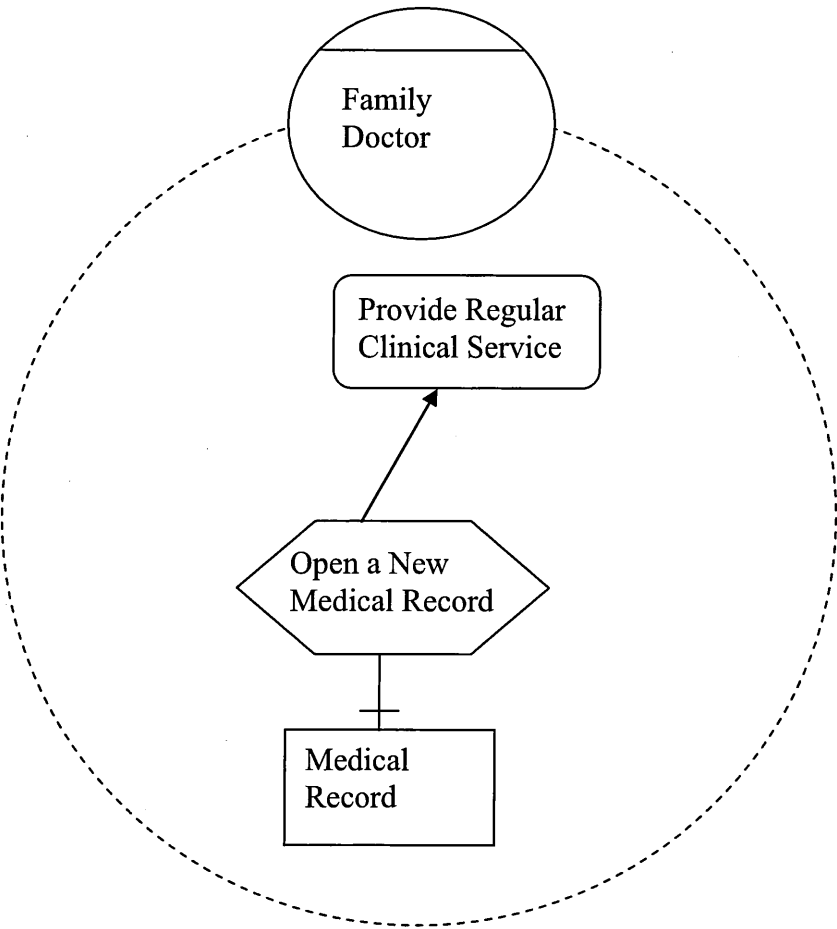 Family
Doctor
Provide Regular
Clinical Service
Open a New
Medical Record
Medical
Record